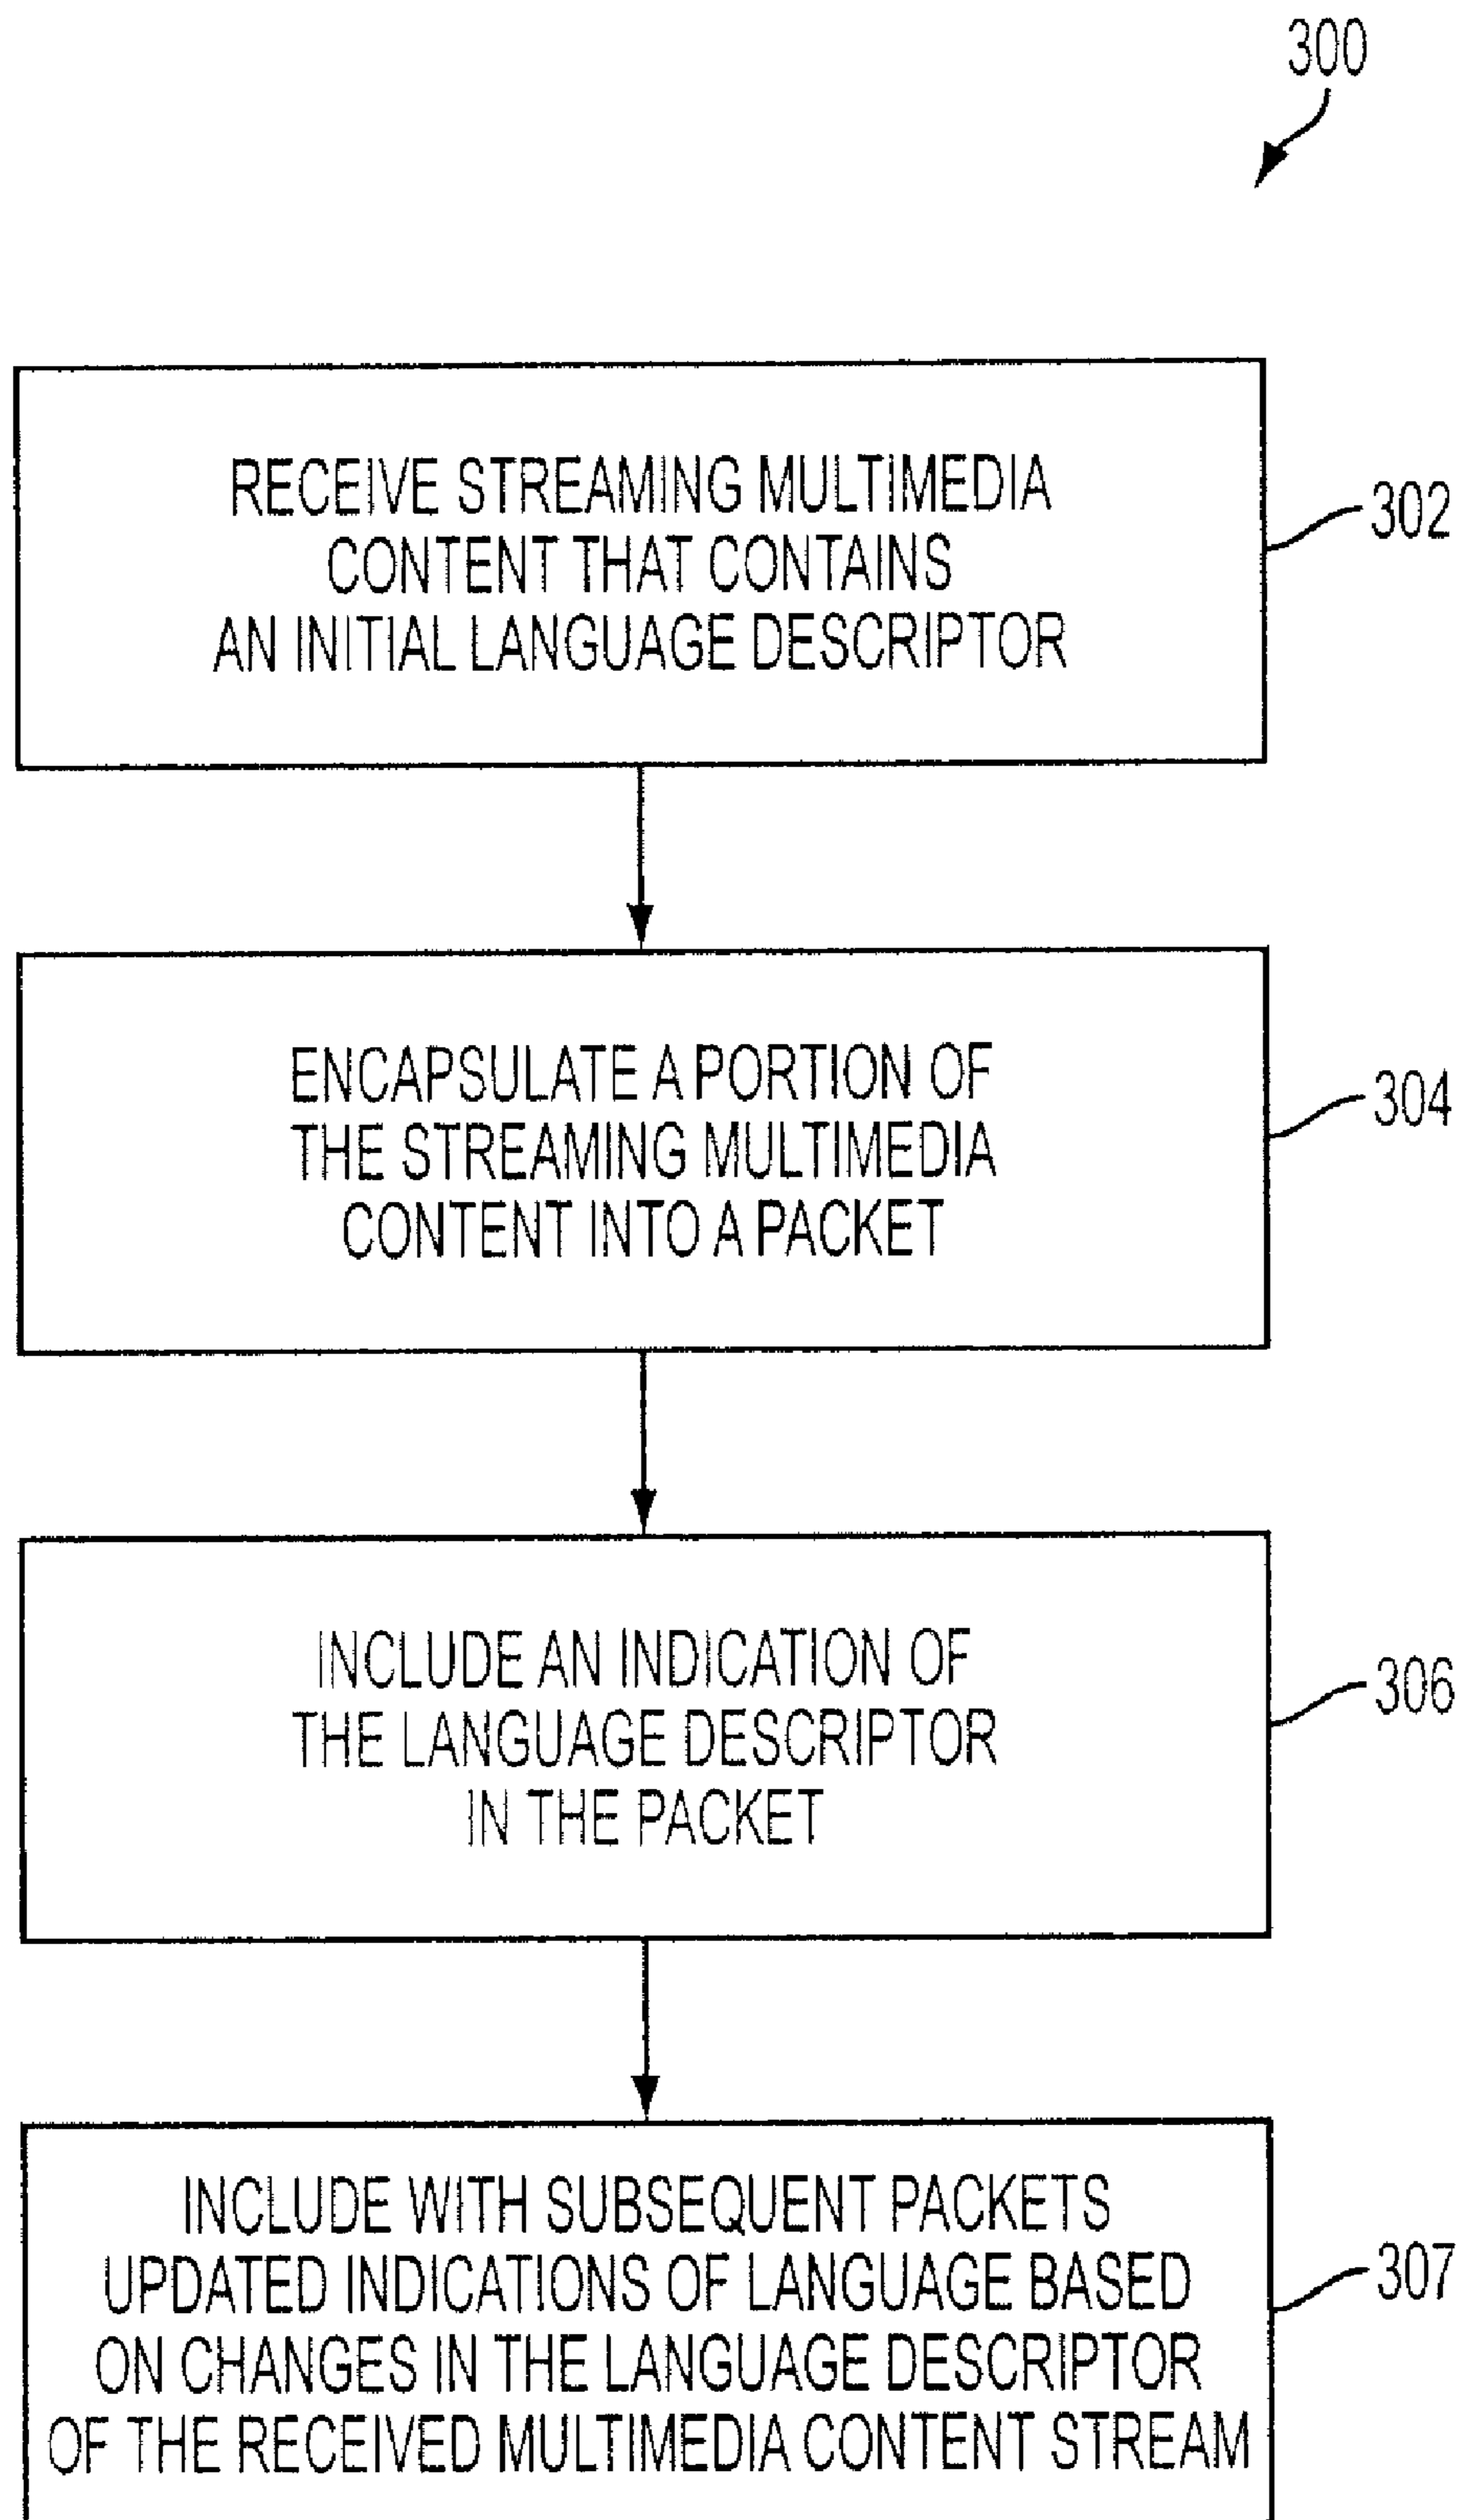 300
RECEIVE STREAMING MULTIMEDIA
CONTENT THAT CONTAINS
AN INITIAL LANGUAGE DESCRIPTOR
302
ENCAPSULATE A PORTION OF
THE STREAMING MULTIMEDIA
CONTENT INTO A PACKET
304
INCLUDE AN INDICATION OF
THE LANGUAGE DESCRIPTOR
IN THE PACKET
306
INCLUDE WITH SUBSEQUENT PACKETS
UPDATED INDICATIONS OF LANGUAGE BASED
ON CHANGES IN THE LANGUAGE DESCRIPTOR
OF THE RECEIVED MULTIMEDIA CONTENT STREAM
307